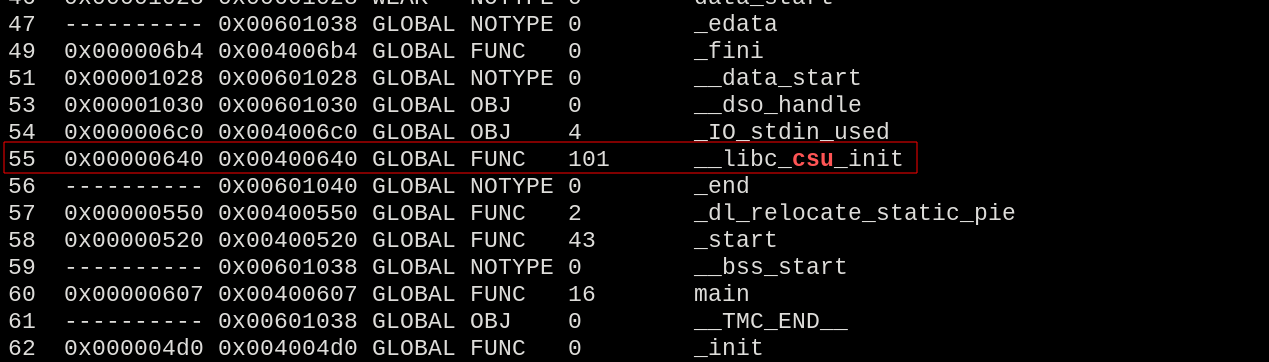 47 ---------- 0x00601038 GLOBAL NOTYPE 0 _edata
49 0x000006b4 0x004006b4 GLOBAL FUNC 0 _fini
51 0x00001028 0x00601028 GLOBAL NOTYPE 0 __data_start
53 0x00001030 0x00601030 GLOBAL OBJ 0 __dso_handle
54 0x000006c0 0x004006c0 GLOBAL OBJ 4 _IO_stdin_used
55 0x00000640 0x00400640 GLOBAL FUNC 101 __libc_csu_init
56 ---------- 0x00601040 GLOBAL NOTYPE 0 _end
57 0x00000550 0x00400550 GLOBAL FUNC 2 _dl_relocate_static_pie
58 0x00000520 0x00400520 GLOBAL FUNC 43 _start
59 ---------- 0x00601038 GLOBAL NOTYPE 0 __bss_start
60 0x00000607 0x00400607 GLOBAL FUNC 16 main
61 ---------- 0x00601038 GLOBAL OBJ 0 __TMC_END__
62 0x000004d0 0x004004d0 GLOBAL FUNC 0 _init